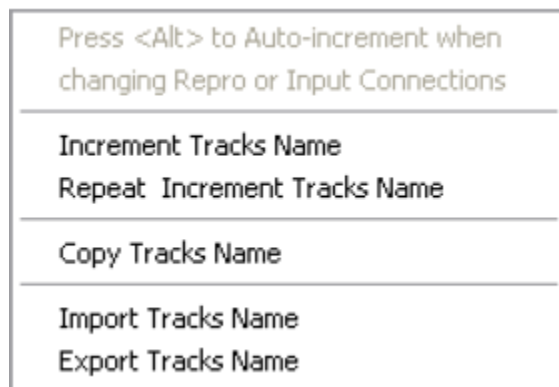 Press <Alt> to Auto-increment when
changing Repro or Input Connections
Increment Tracks Name
Repeat  Increment Tracks Name
Copy Tracks Name
Import Tracks Name
Export Tracks Name